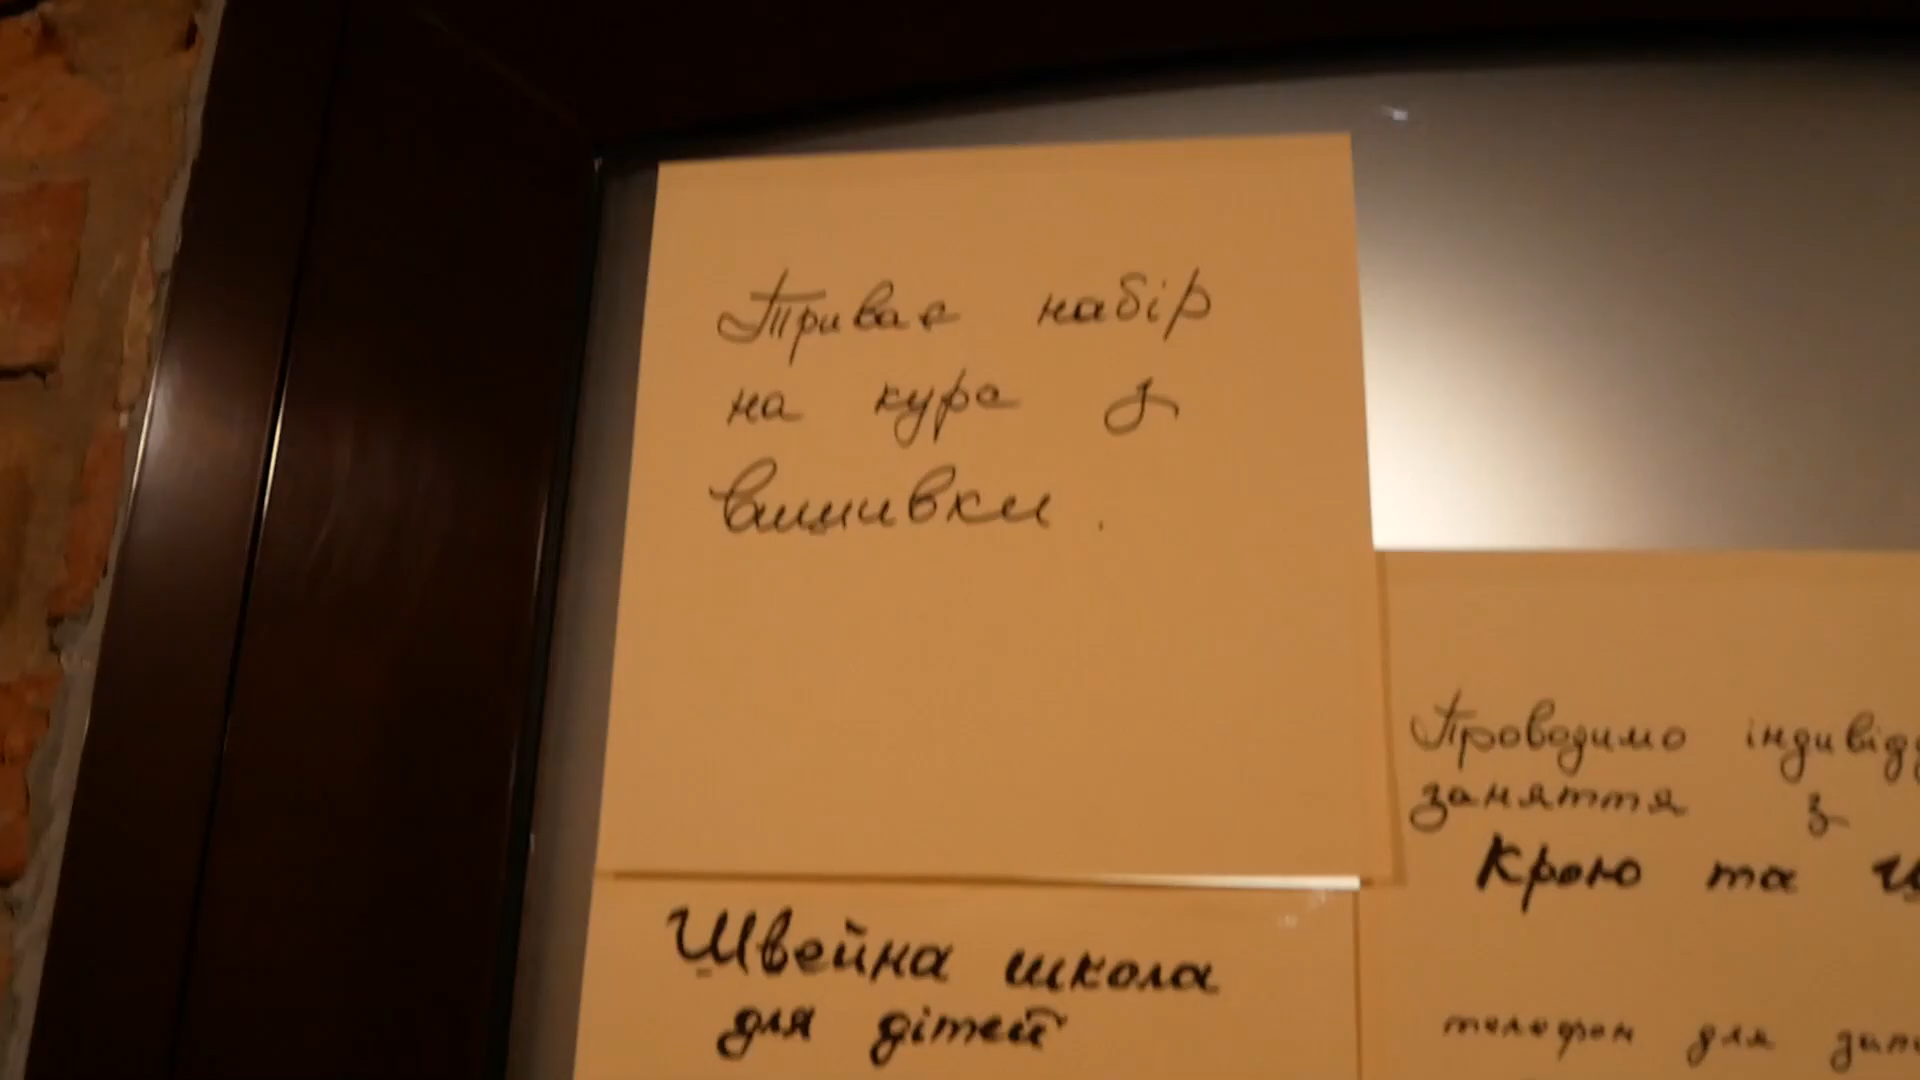 Триває набір
на курс з
вишивки.
Проводимо
заняття з
Крою та
Швейна школа
для дітей
телефон для